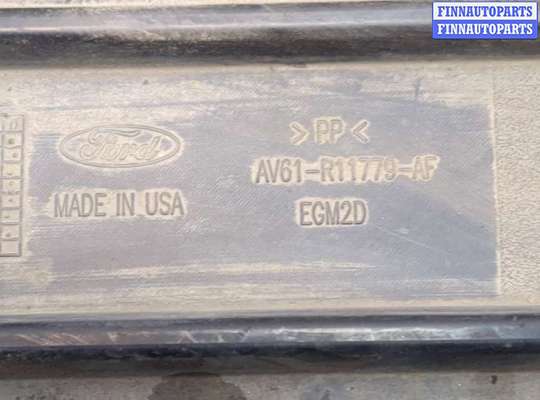 FINNAUTOPARTS
FINNAUTOPARTS
Ford
>PP<
AV61-R11779-AF
MADE IN USA
EGM2D